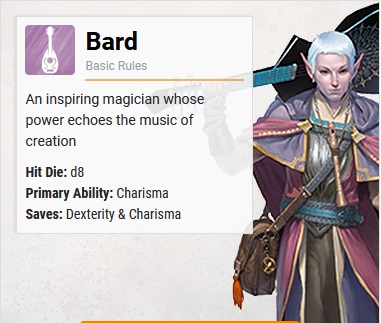 Bard
Basic Rules
An inspiring magician whose
power echoes the music of
creation
Hit Die: d8
Primary Ability: Charisma
Saves: Dexterity & Charisma